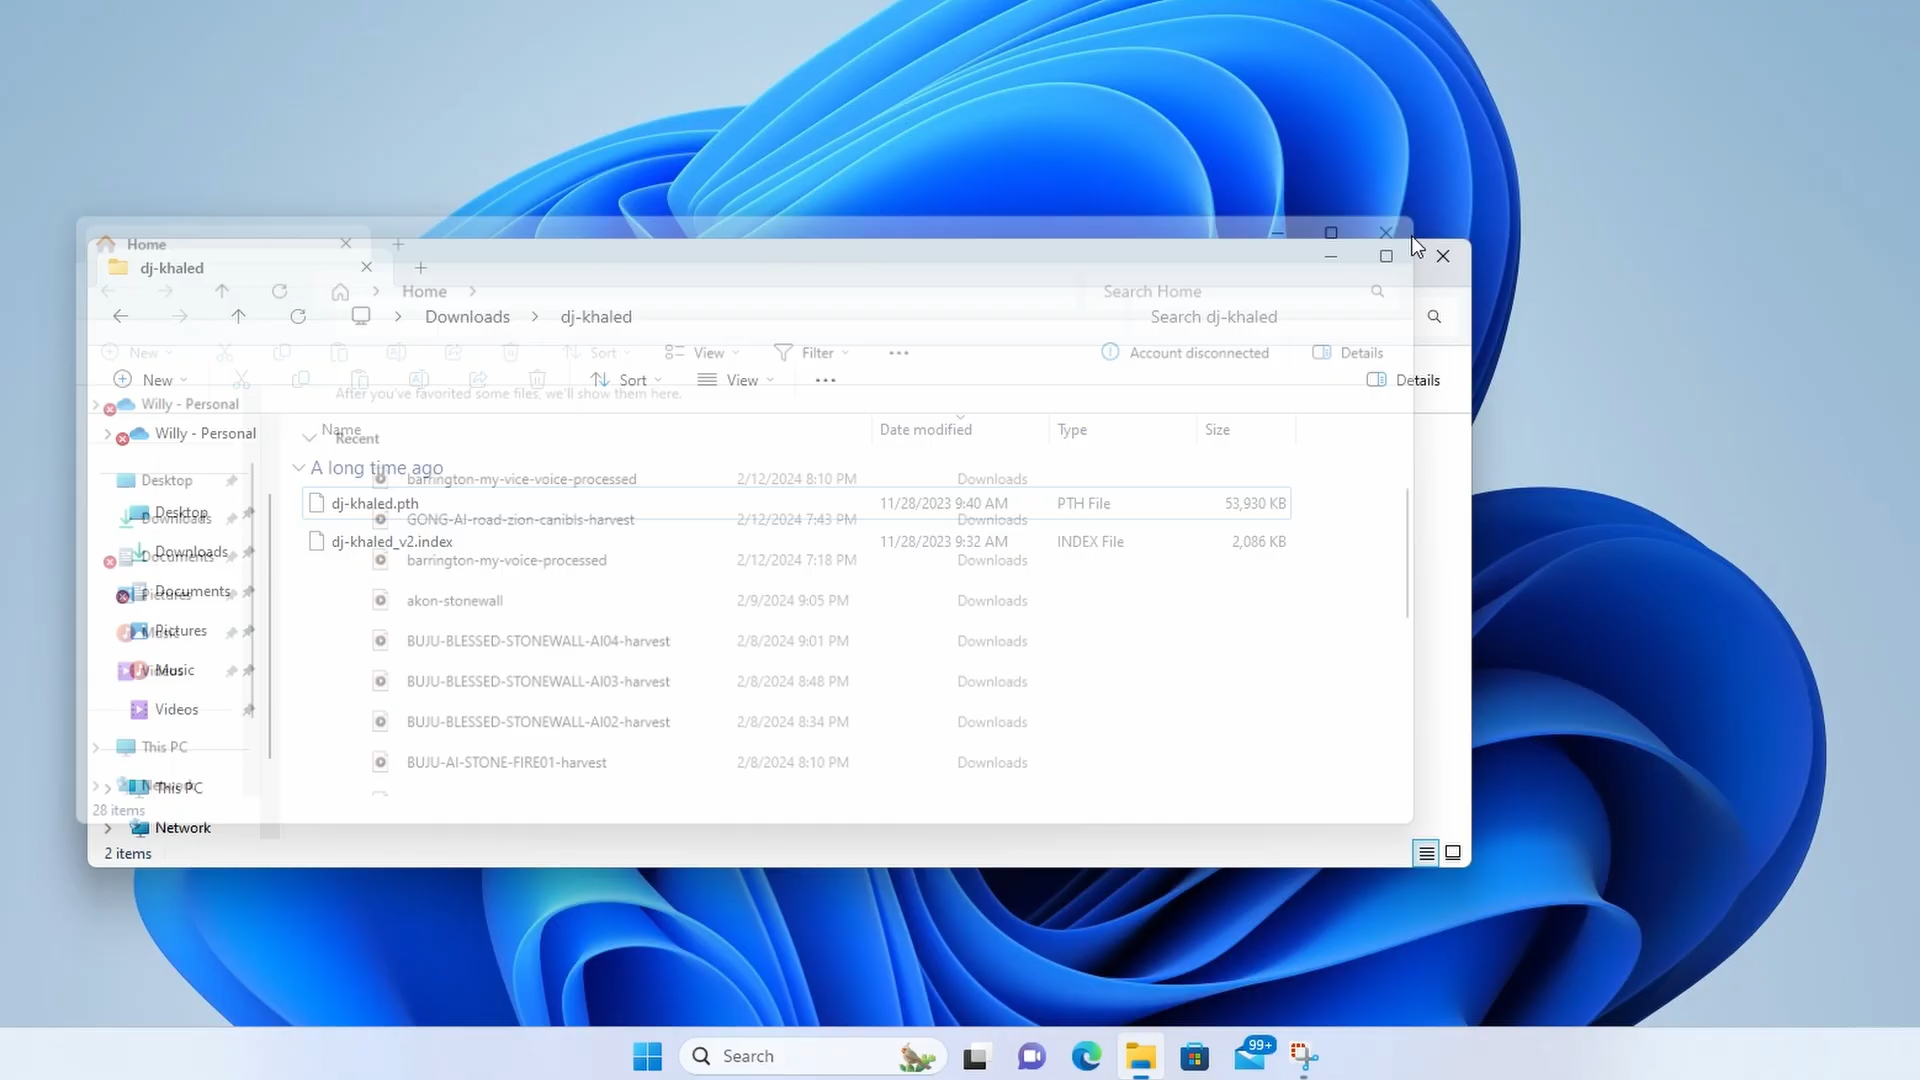 Home
dj-khaled
Home
Search Home
Downloads
dj-khaled
Search dj-khaled
New
Sort
View
Filter
Account disconnected
Details
New
Sort
View
Details
After you've favorited some files, we'll show them here.
Willy - Personal
Willy - Personal
Name
Date modified
Type
Size
Recent
A long time ago
barrington-my-vice-voice-processed
2/12/2024 8:10 PM
Downloads
Desktop
dj-khaled.pth
11/28/2023 9:40 AM
PTH File
53,930 KB
Desktop
Downloads
GONG-AI-road-zion-canibls-harvest
2/12/2024 7:43 PM
Downloads
dj-khaled_v2.index
11/28/2023 9:32 AM
INDEX File
2,086 KB
Downloads
Documents
barrington-my-voice-processed
2/12/2024 7:18 PM
Downloads
Documents
Pictures
akon-stonewall
2/9/2024 9:05 PM
Downloads
Pictures
Music
BUJU-BLESSED-STONEWALL-AI04-harvest
2/8/2024 9:01 PM
Downloads
Music
Videos
BUJU-BLESSED-STONEWALL-AI03-harvest
2/8/2024 8:48 PM
Downloads
Videos
BUJU-BLESSED-STONEWALL-AI02-harvest
2/8/2024 8:34 PM
Downloads
This PC
BUJU-AI-STONE-FIRE01-harvest
2/8/2024 8:10 PM
Downloads
Network
This PC
28 items
Network
2 items
Search
99+